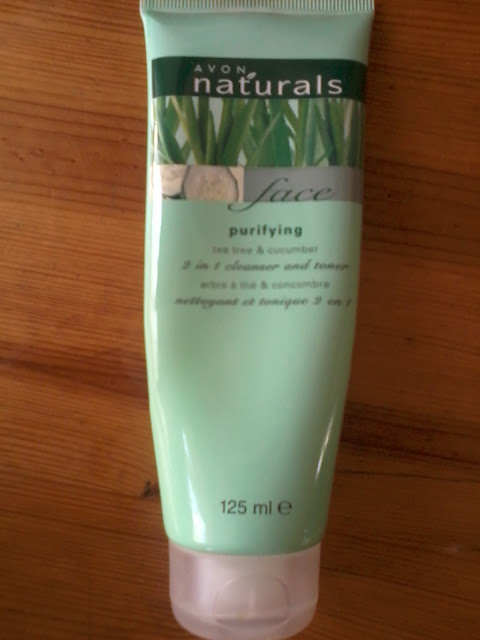 AVON
naturals
face
purifying
tea tree & cucumber
2 in 1 cleanser and toner
arbre à thé & concombre
nettoyant et tonique 2 en 1
125 ml e